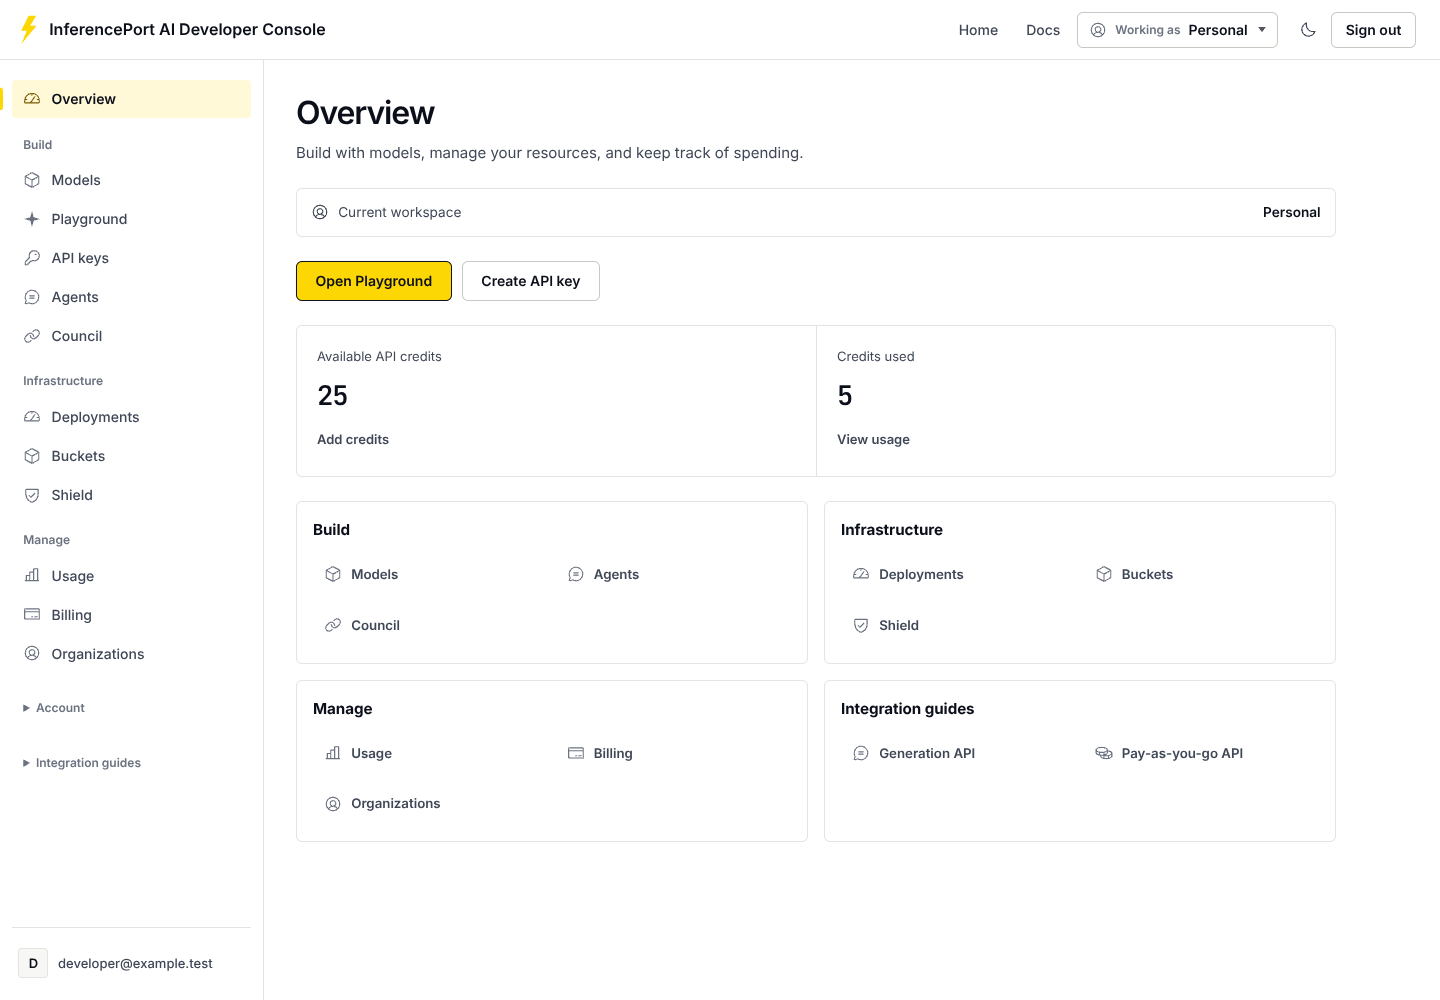 InferencePort AI Developer Console
Home
Docs
Working as Personal
Sign out
Overview
Build
Models
Playground
API keys
Agents
Council
Infrastructure
Deployments
Buckets
Shield
Manage
Usage
Billing
Organizations
Account
Integration guides
D
developer@example.test
Overview
Build with models, manage your resources, and keep track of spending.
Current workspace
Personal
Open Playground
Create API key
Available API credits
25
Add credits
Credits used
5
View usage
Build
Models
Agents
Council
Infrastructure
Deployments
Buckets
Shield
Manage
Usage
Billing
Organizations
Integration guides
Generation API
Pay-as-you-go API